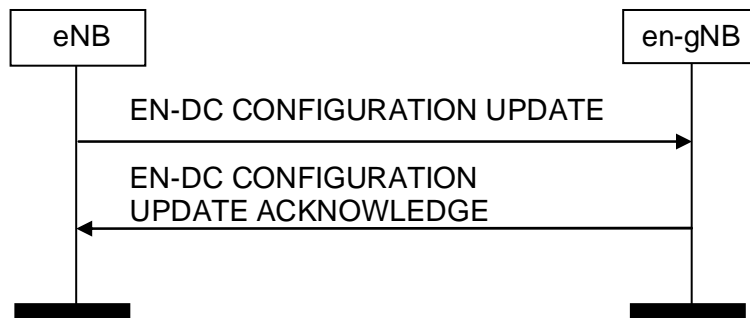 eNB
en-gNB
EN-DC CONFIGURATION UPDATE
EN-DC CONFIGURATION
UPDATE ACKNOWLEDGE